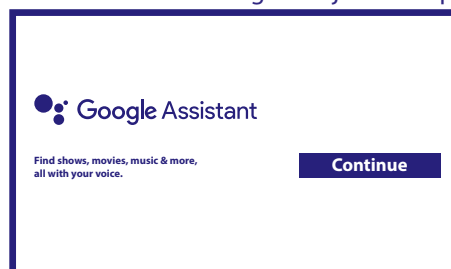 Google Assistant
Find shows, movies, music & more,
all with your voice.
Continue